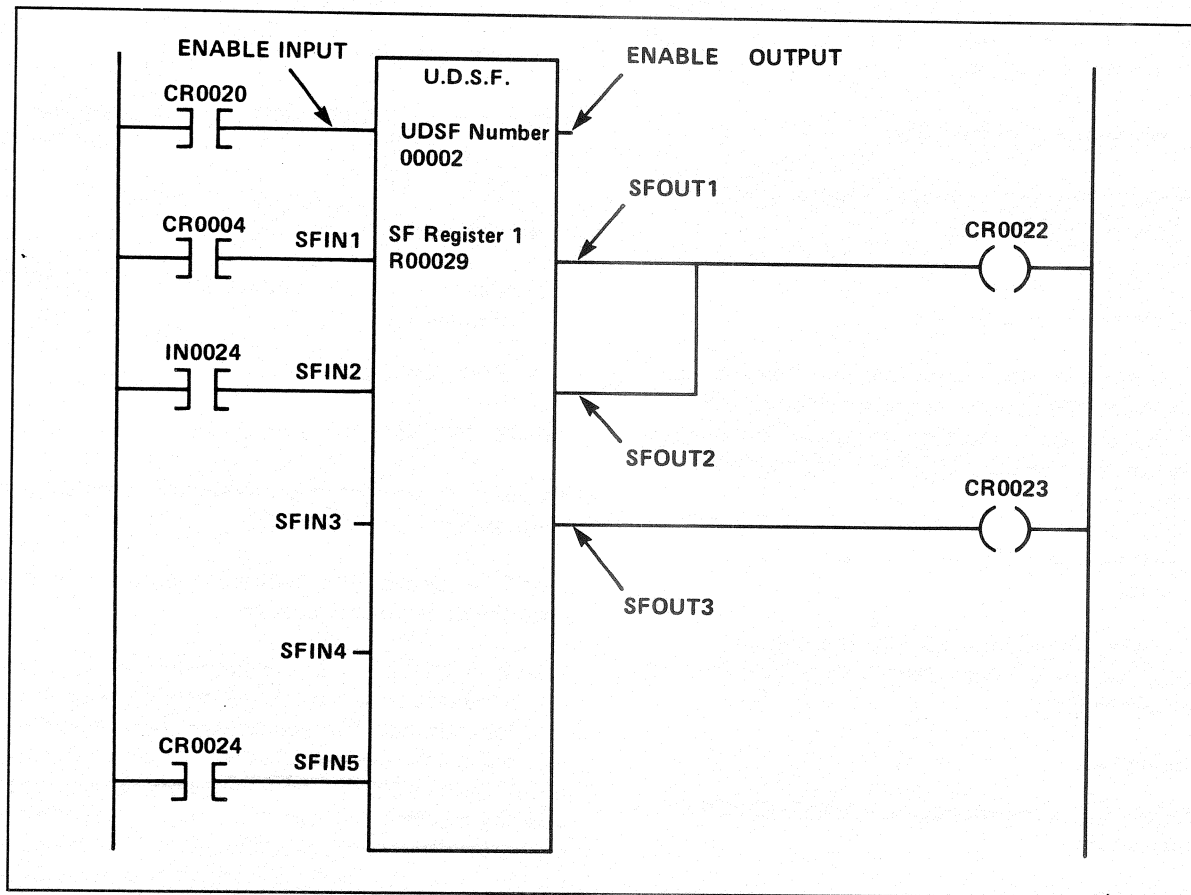 ENABLE INPUT
U.D.S.F.
ENABLE OUTPUT
CR0020
UDSF Number
00002
SFOUT1
CR0004
SFIN1
SF Register 1
R00029
CR0022
IN0024
SFIN2
SFOUT2
CR0023
SFIN3
SFOUT3
SFIN4
CR0024
SFIN5